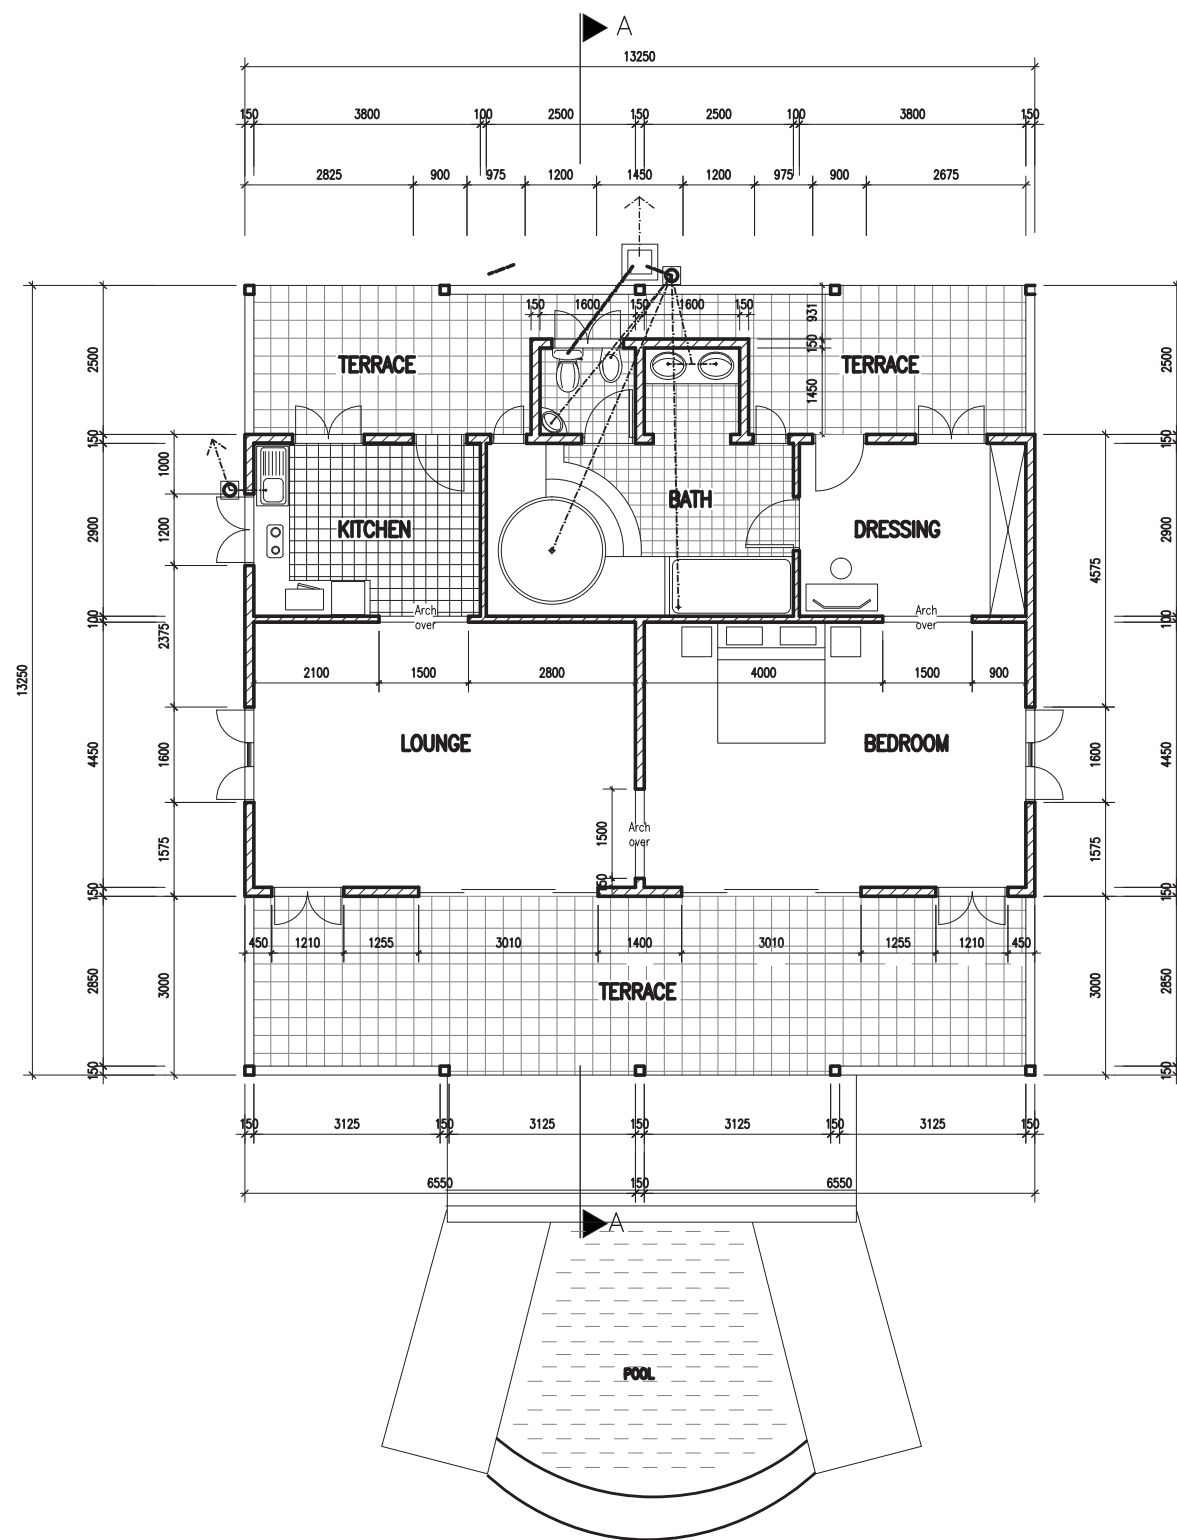 A
13250
150 3800 100 2500 150 2500 100 3800 150
2825 900 975 1200 1450 1200 975 900 2675
150 1600 150 1600 150
931
150
1450
TERRACE
TERRACE
2500
2500
150
150
1000
1200
2900
2900
4575
KITCHEN
BATH
DRESSING
Arch
over
Arch
over
100
2375
100
2100 1500 2800 4000 1500 900
13250
LOUNGE
BEDROOM
4450
1600
1600
4450
1500
Arch
over
1575
1575
150
150
150
450 1210 1255 3010 1400 3010 1255 1210 450
TERRACE
2850
3000
3000
2850
150
150
150 3125 150 3125 150 3125 150 3125 150
6550 150 6550
A
POOL